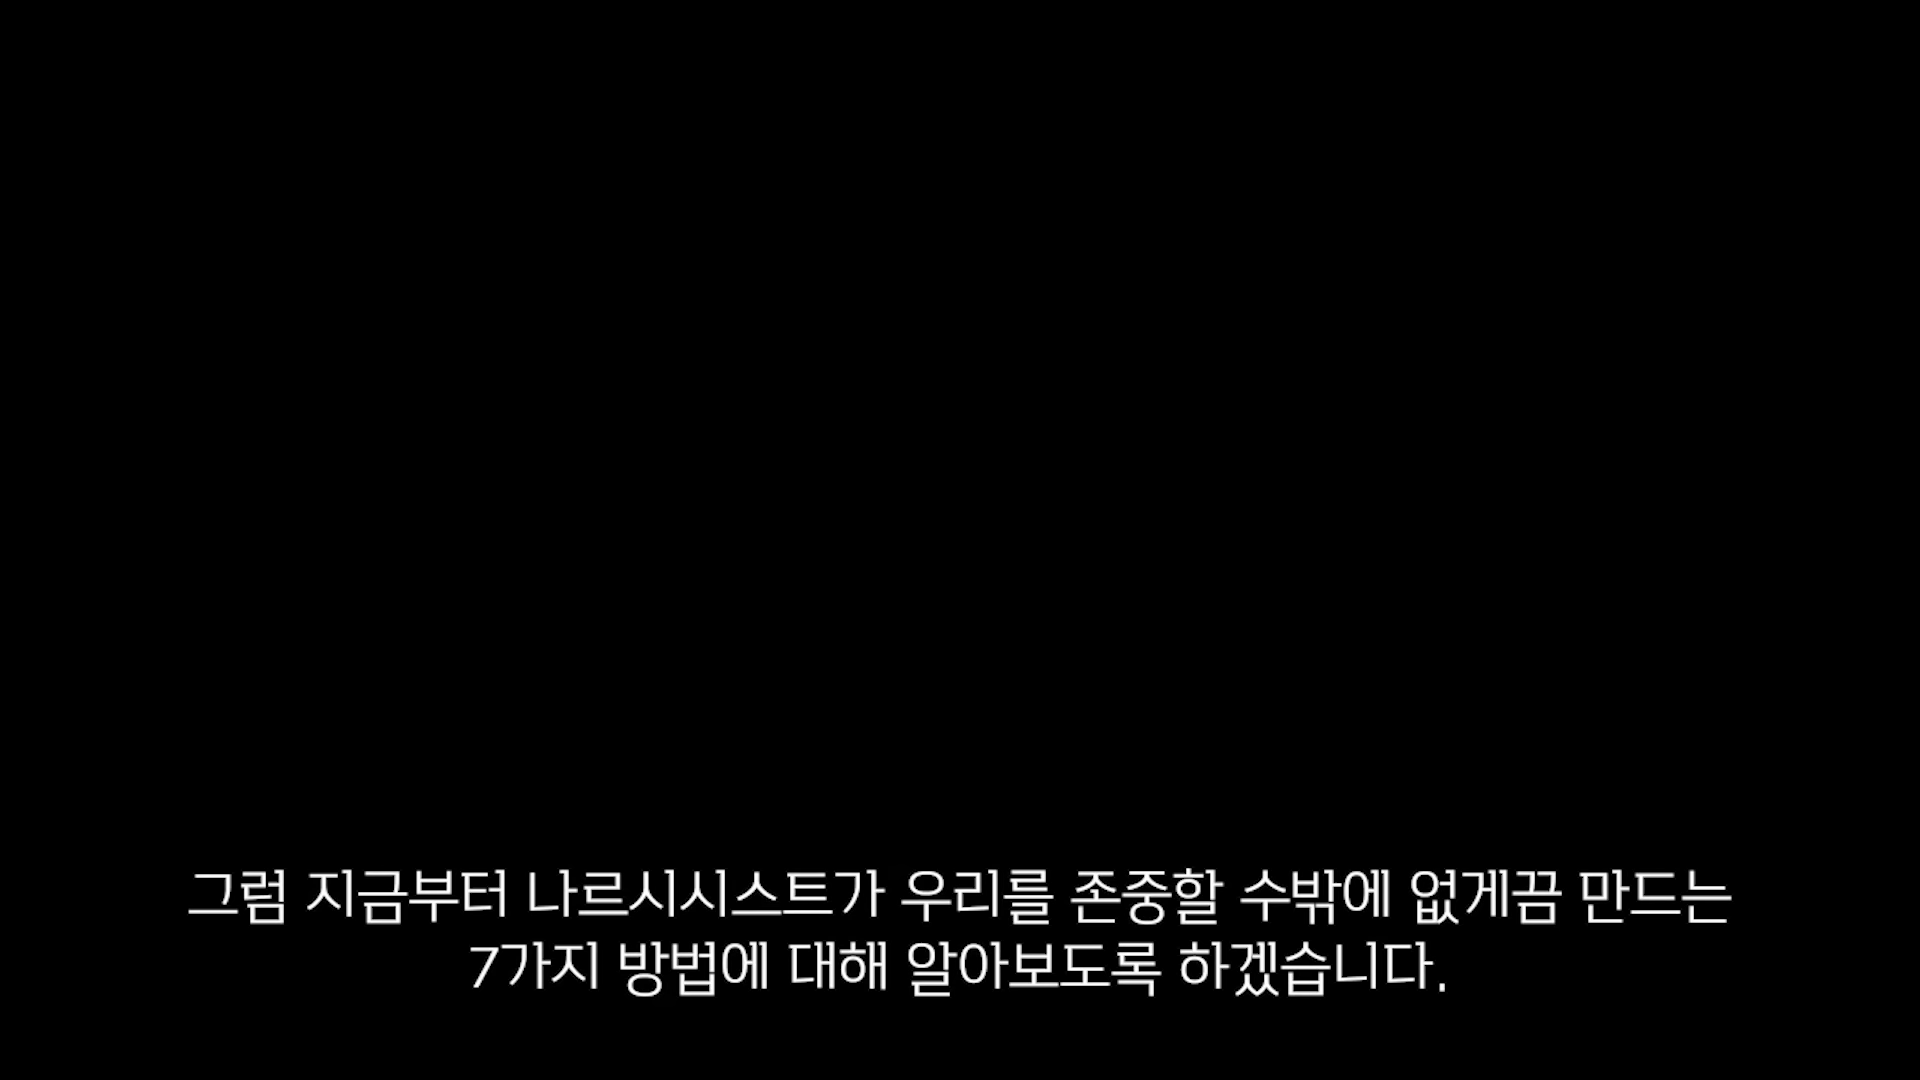 그럼 지금부터 나르시시스트가 우리를 존중할 수밖에 없게끔 만드는
7가지 방법에 대해 알아보도록 하겠습니다.